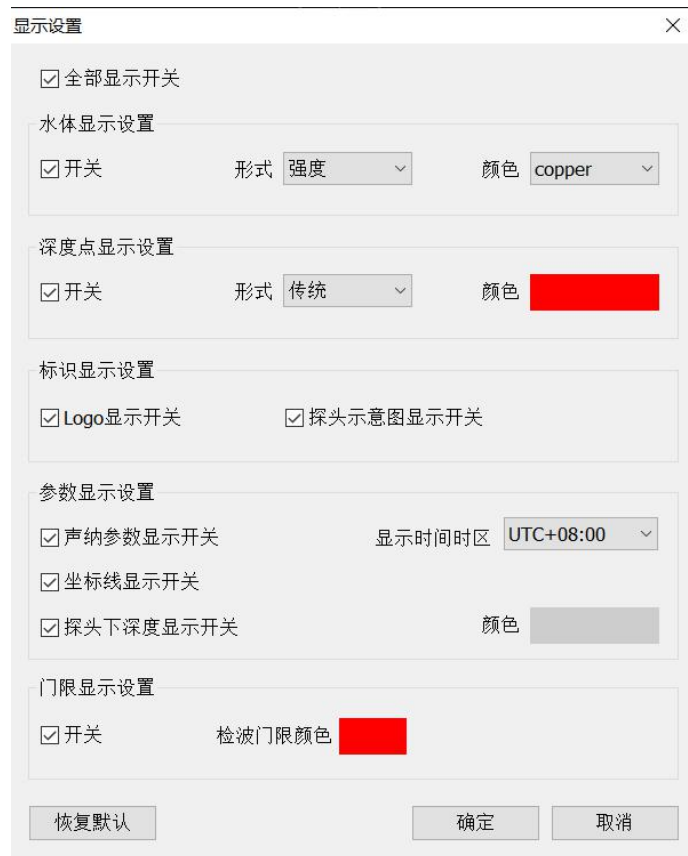 显示设置
全部显示开关
水体显示设置
开关 形式 强度 颜色 copper
深度点显示设置
开关 形式 传统 颜色
标识显示设置
Logo显示开关 探头示意图显示开关
参数显示设置
声纳参数显示开关 显示时间时区 UTC+08:00
坐标线显示开关
探头下深度显示开关 颜色
门限显示设置
开关 检波门限颜色
恢复默认 确定 取消